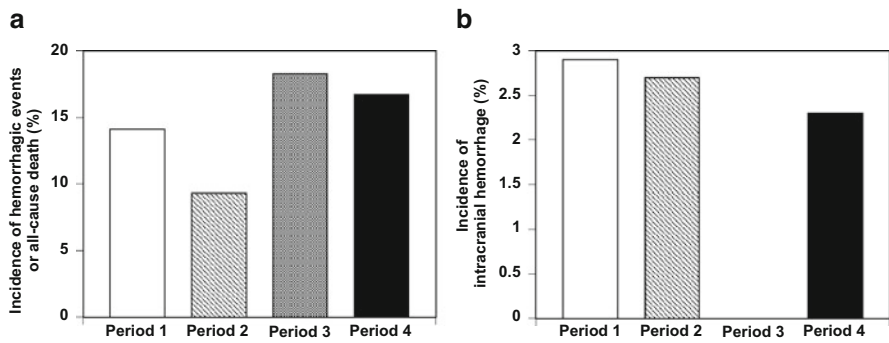 a
Incidence of hemorrhagic events
or all-cause death (%)
20
15
10
5
0
Period 1 Period 2 Period 3 Period 4
b
Incidence of
intracranial hemorrhage (%)
3
2.5
2
1.5
1
0.5
0
Period 1 Period 2 Period 3 Period 4